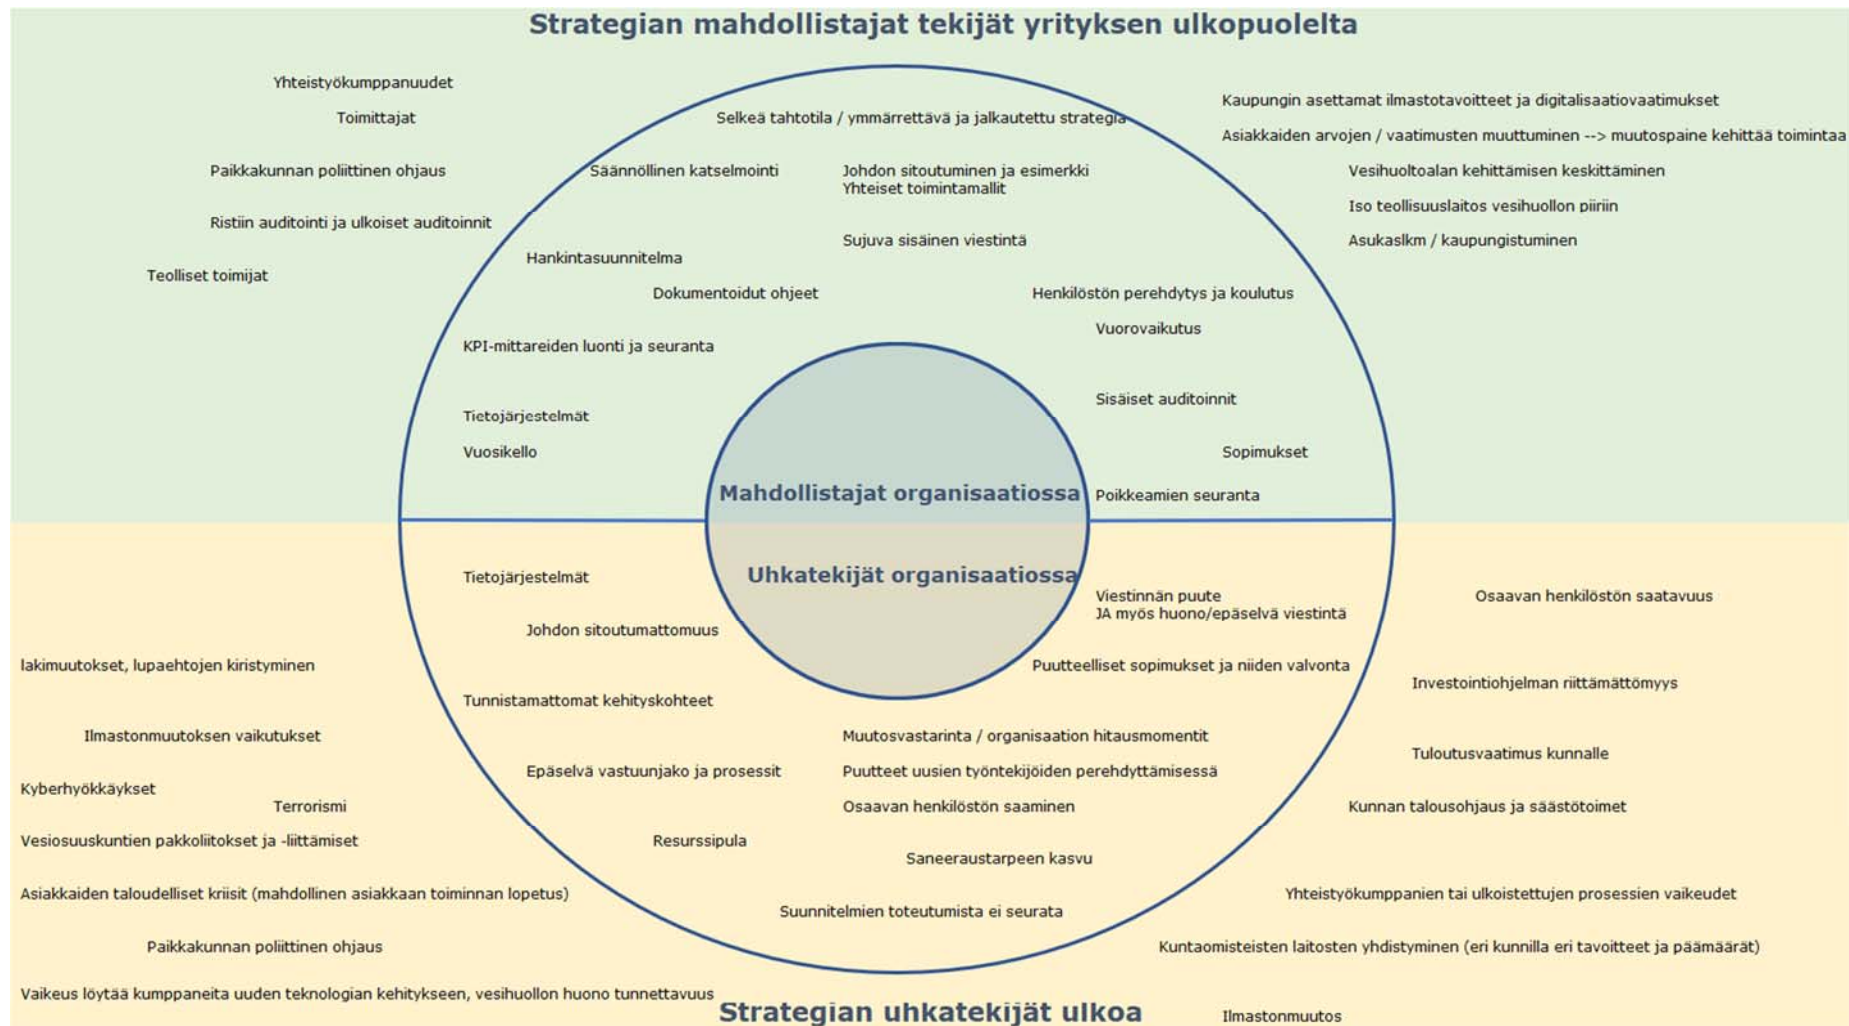 Strategian mahdollistajat tekijät yrityksen ulkopuolelta
Yhteistyökumppanuudet
Toimittajat
Paikkakunnan poliittinen ohjaus
Ristiin auditointi ja ulkoiset auditoinnit
Teolliset toimijat
Kaupungin asettamat ilmastotavoitteet ja digitalisaatiovaatimukset
Asiakkaiden arvojen / vaatimusten muuttuminen --> muutospaine kehittää toimintaa
Vesihuoltoalan kehittämisen keskittäminen
Iso teollisuuslaitos vesihuollon piiriin
Asukaslkm / kaupungistuminen
Selkeä tahtotila / ymmärrettävä ja jalkautettu strategia
Säännöllinen katselmointi
Johdon sitoutuminen ja esimerkki
Yhteiset toimintamallit
Sujuva sisäinen viestintä
Hankintasuunnitelma
Dokumentoidut ohjeet
Henkilöstön perehdytys ja koulutus
Vuorovaikutus
KPI-mittareiden luonti ja seuranta
Sisäiset auditoinnit
Tietojärjestelmät
Vuosikello
Sopimukset
Mahdollistajat organisaatiossa
Poikkeamien seuranta
Uhkatekijät organisaatiossa
Tietojärjestelmät
Viestinnän puute
JA myös huono/epäselvä viestintä
Johdon sitoutumattomuus
Puutteelliset sopimukset ja niiden valvonta
Tunnistamattomat kehityskohteet
Muutosvastarinta / organisaation hitausmomentit
Epäselvä vastuunjako ja prosessit
Puutteet uusien työntekijöiden perehdyttämisessä
Osaavan henkilöstön saaminen
Resurssipula
Saneeraustarpeen kasvu
Suunnitelmien toteutumista ei seurata
lakimuutokset, lupaehtojen kiristyminen
Ilmastonmuutoksen vaikutukset
Kyberhyökkäykset
Terrorismi
Vesiosuuskuntien pakkoliitokset ja -liittämiset
Asiakkaiden taloudelliset kriisit (mahdollinen asiakkaan toiminnan lopetus)
Paikkakunnan poliittinen ohjaus
Vaikeus löytää kumppaneita uuden teknologian kehitykseen, vesihuollon huono tunnettavuus
Osaavan henkilöstön saatavuus
Investointiohjelman riittämättömyys
Tuloutusvaatimus kunnalle
Kunnan talousohjaus ja säästötoimet
Yhteistyökumppanien tai ulkoistettujen prosessien vaikeudet
Kuntaomisteisten laitosten yhdistyminen (eri kunnilla eri tavoitteet ja päämäärät)
Ilmastonmuutos
Strategian uhkatekijät ulkoa